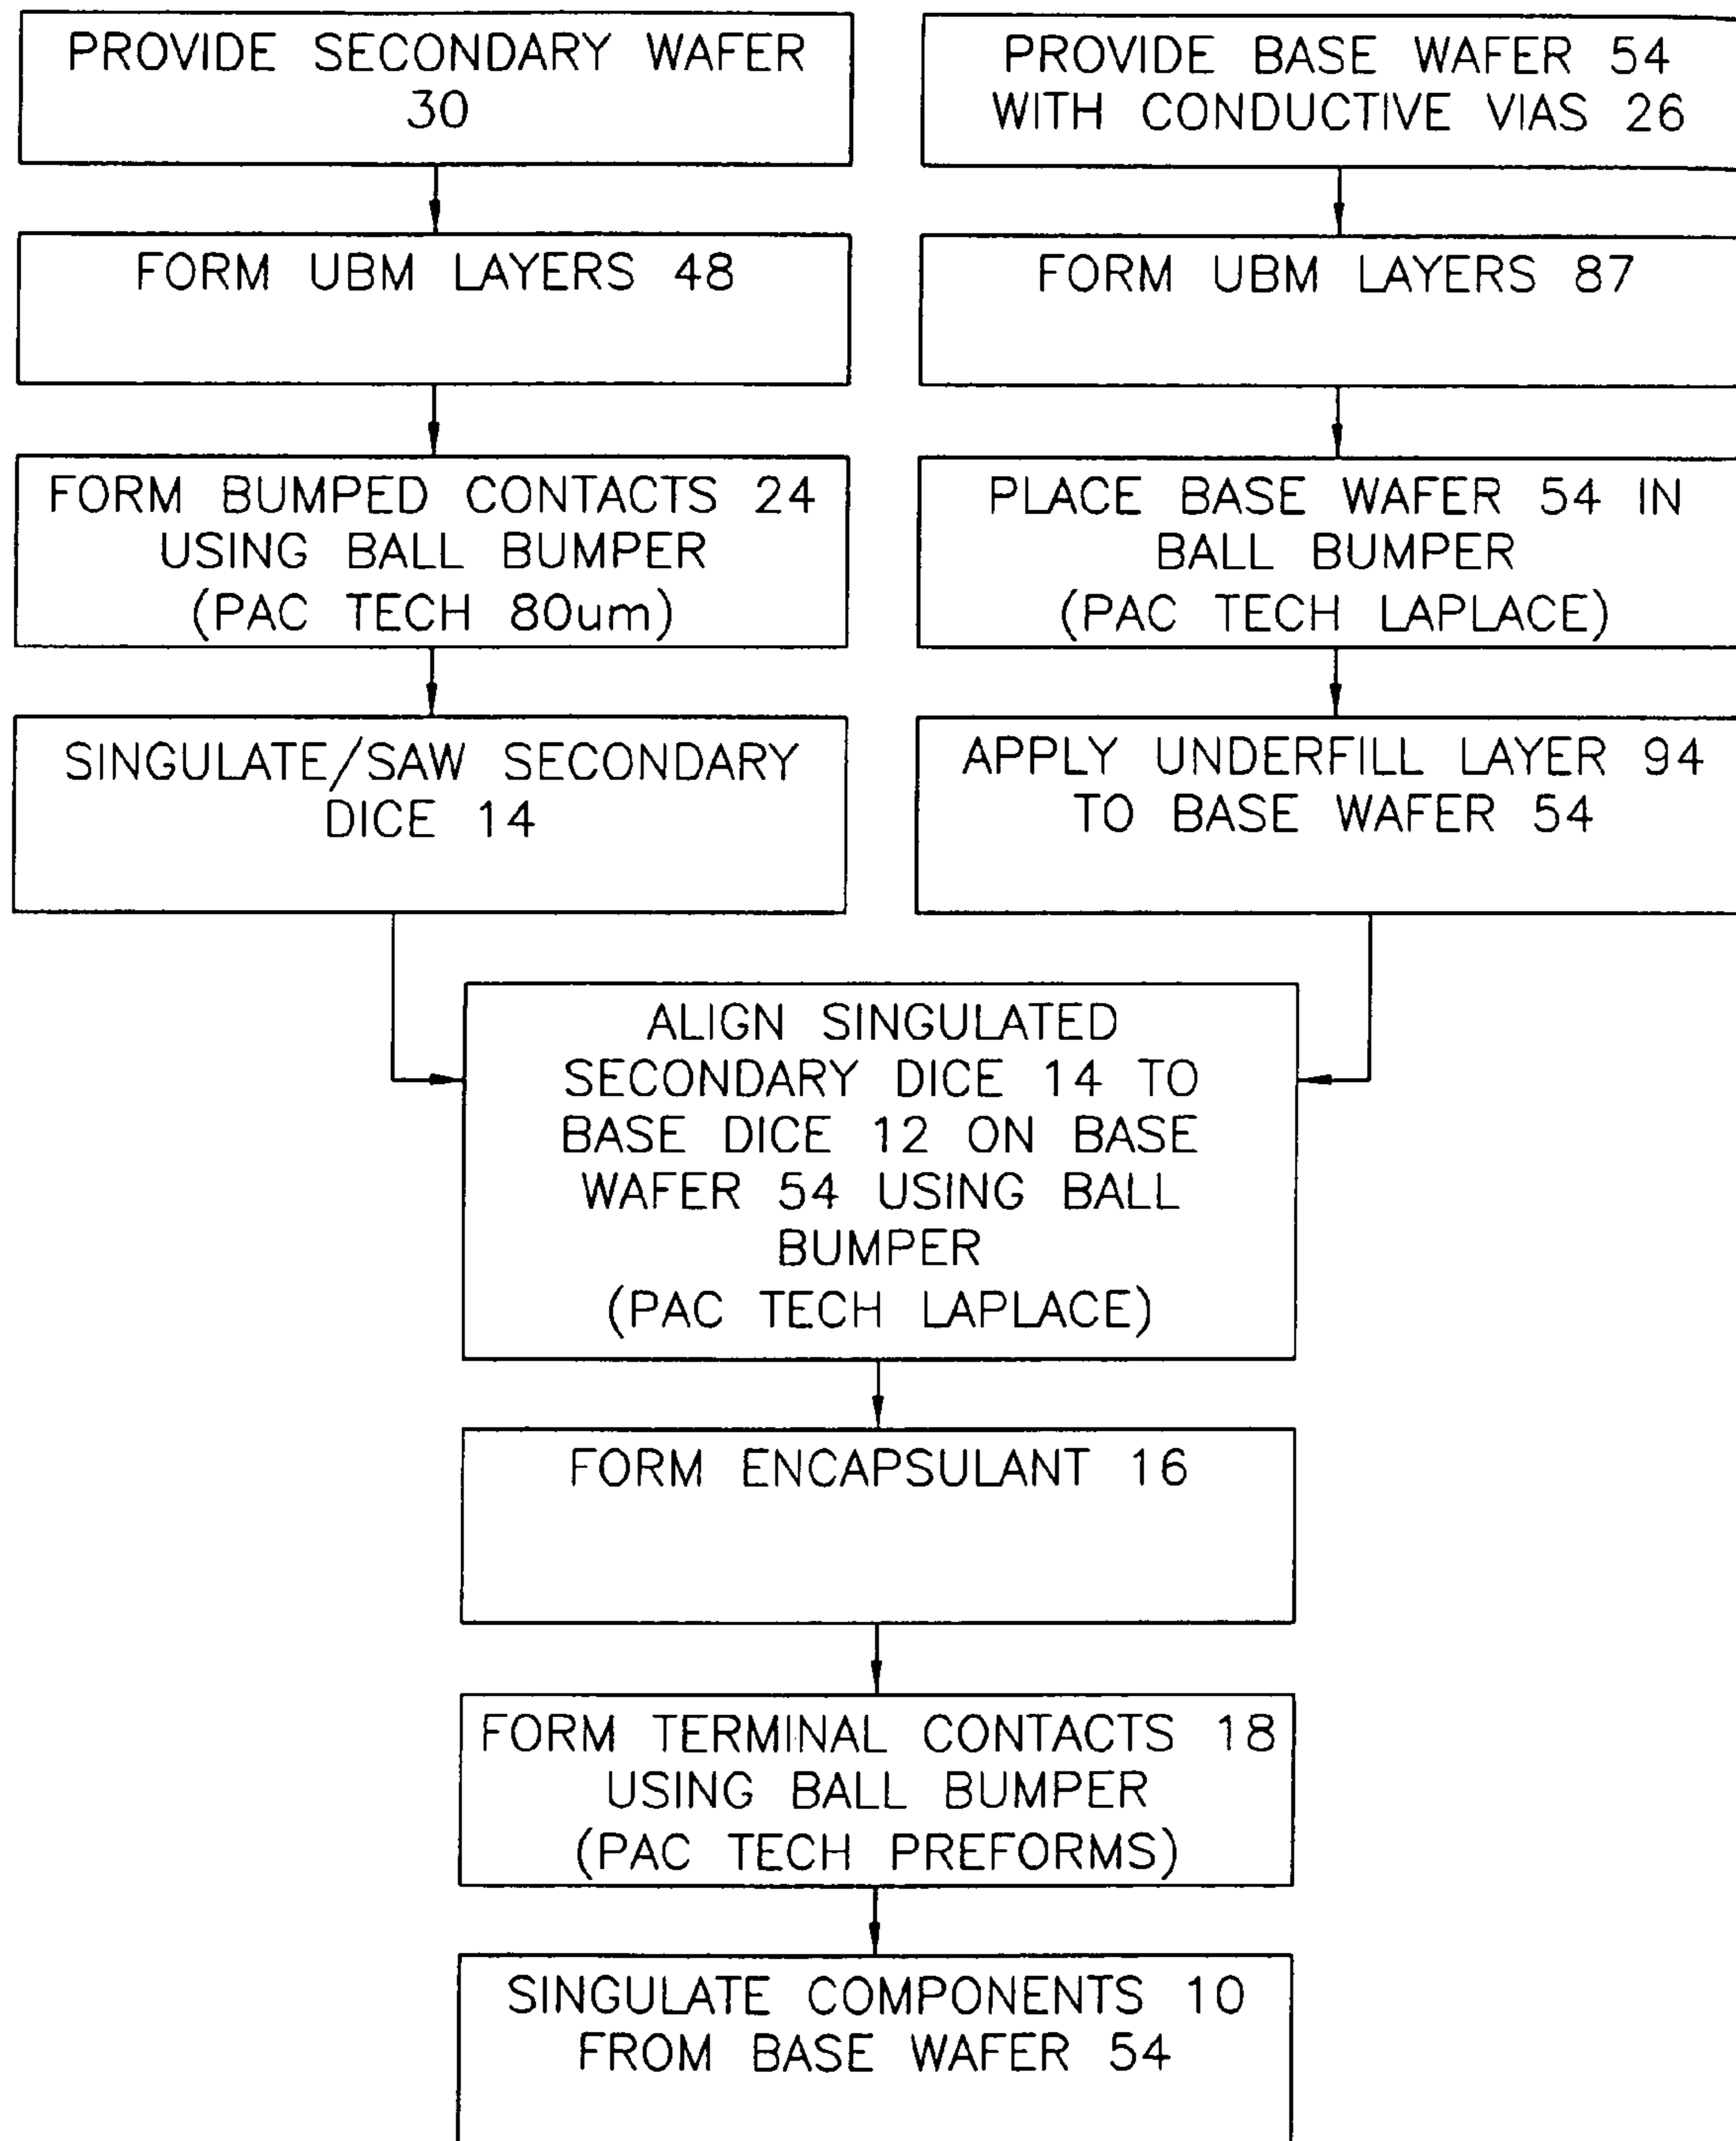 PROVIDE SECONDARY WAFER
30
FORM UBM LAYERS 48
FORM BUMPED CONTACTS 24
USING BALL BUMPER
(PAC TECH 80um)
SINGULATE/SAW SECONDARY
DICE 14
PROVIDE BASE WAFER 54
WITH CONDUCTIVE VIAS 26
FORM UBM LAYERS 87
PLACE BASE WAFER 54 IN
BALL BUMPER
(PAC TECH LAPLACE)
APPLY UNDERFILL LAYER 94
TO BASE WAFER 54
ALIGN SINGULATED
SECONDARY DICE 14 TO
BASE DICE 12 ON BASE
WAFER 54 USING BALL
BUMPER
(PAC TECH LAPLACE)
FORM ENCAPSULANT 16
FORM TERMINAL CONTACTS 18
USING BALL BUMPER
(PAC TECH PREFORMS)
SINGULATE COMPONENTS 10
FROM BASE WAFER 54